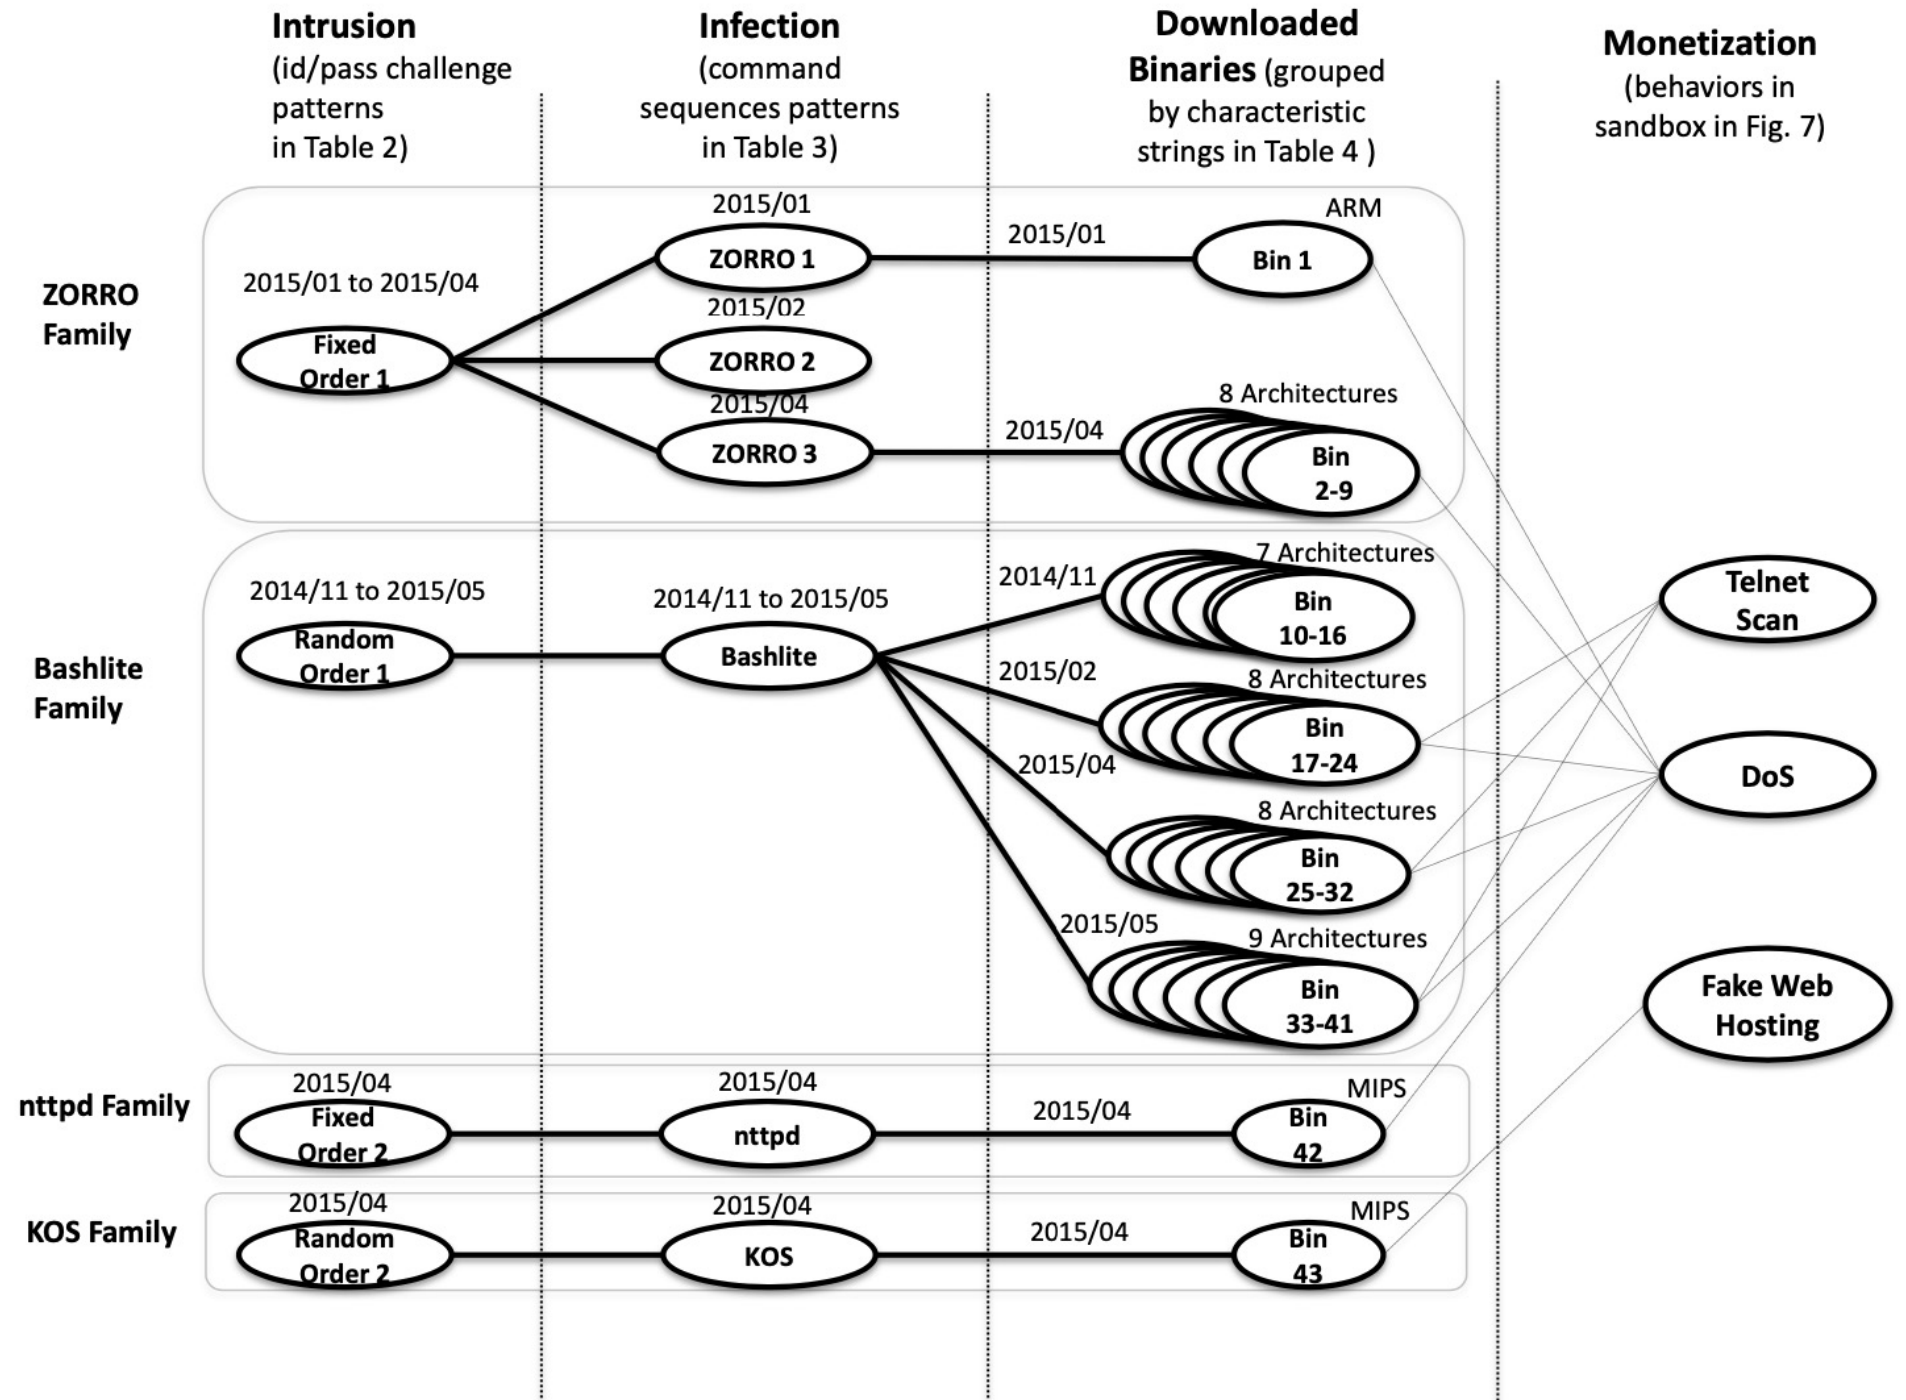 Intrusion
(id/pass challenge
patterns
in Table 2)
Infection
(command
sequences patterns
in Table 3)
Downloaded
Binaries (grouped
by characteristic
strings in Table 4 )
Monetization
(behaviors in
sandbox in Fig. 7)
ZORRO
Family
2015/01 to 2015/04
Fixed
Order 1
2015/01
ZORRO 1
2015/02
ZORRO 2
2015/04
ZORRO 3
2015/01
ARM
Bin 1
2015/04
8 Architectures
Bin
2-9
Bashlite
Family
2014/11 to 2015/05
Random
Order 1
2014/11 to 2015/05
Bashlite
2014/11
7 Architectures
Bin
10-16
2015/02
8 Architectures
Bin
17-24
2015/04
8 Architectures
Bin
25-32
2015/05
9 Architectures
Bin
33-41
Telnet
Scan
DoS
Fake Web
Hosting
nttpd Family
2015/04
Fixed
Order 2
2015/04
nttpd
2015/04
MIPS
Bin
42
KOS Family
2015/04
Random
Order 2
2015/04
KOS
2015/04
MIPS
Bin
43